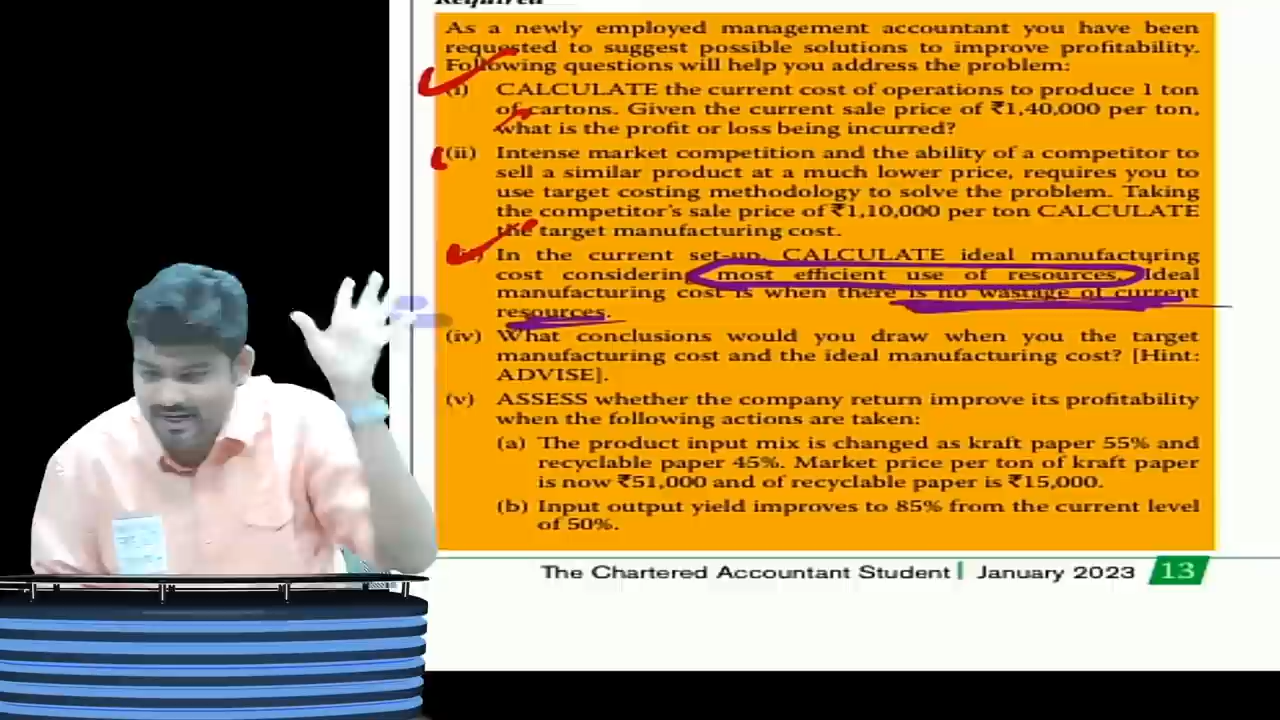 Required
As a newly employed management accountant you have been
requested to suggest possible solutions to improve profitability.
Following questions will help you address the problem:
(i) CALCULATE the current cost of operations to produce 1 ton
of cartons. Given the current sale price of ₹1,40,000 per ton,
what is the profit or loss being incurred?
(ii) Intense market competition and the ability of a competitor to
sell a similar product at a much lower price, requires you to
use target costing methodology to solve the problem. Taking
the competitor's sale price of ₹1,10,000 per ton CALCULATE
the target manufacturing cost.
In the current set-up, CALCULATE ideal manufacturing
cost considering most efficient use of resources. Ideal
manufacturing cost is when there is no wastage of current
resources.
(iv) What conclusions would you draw when you the target
manufacturing cost and the ideal manufacturing cost? [Hint:
ADVISE].
(v) ASSESS whether the company return improve its profitability
when the following actions are taken:
(a) The product input mix is changed as kraft paper 55% and
recyclable paper 45%. Market price per ton of kraft paper
is now ₹51,000 and of recyclable paper is ₹15,000.
(b) Input output yield improves to 85% from the current level
of 50%.
The Chartered Accountant Student | January 2023 13